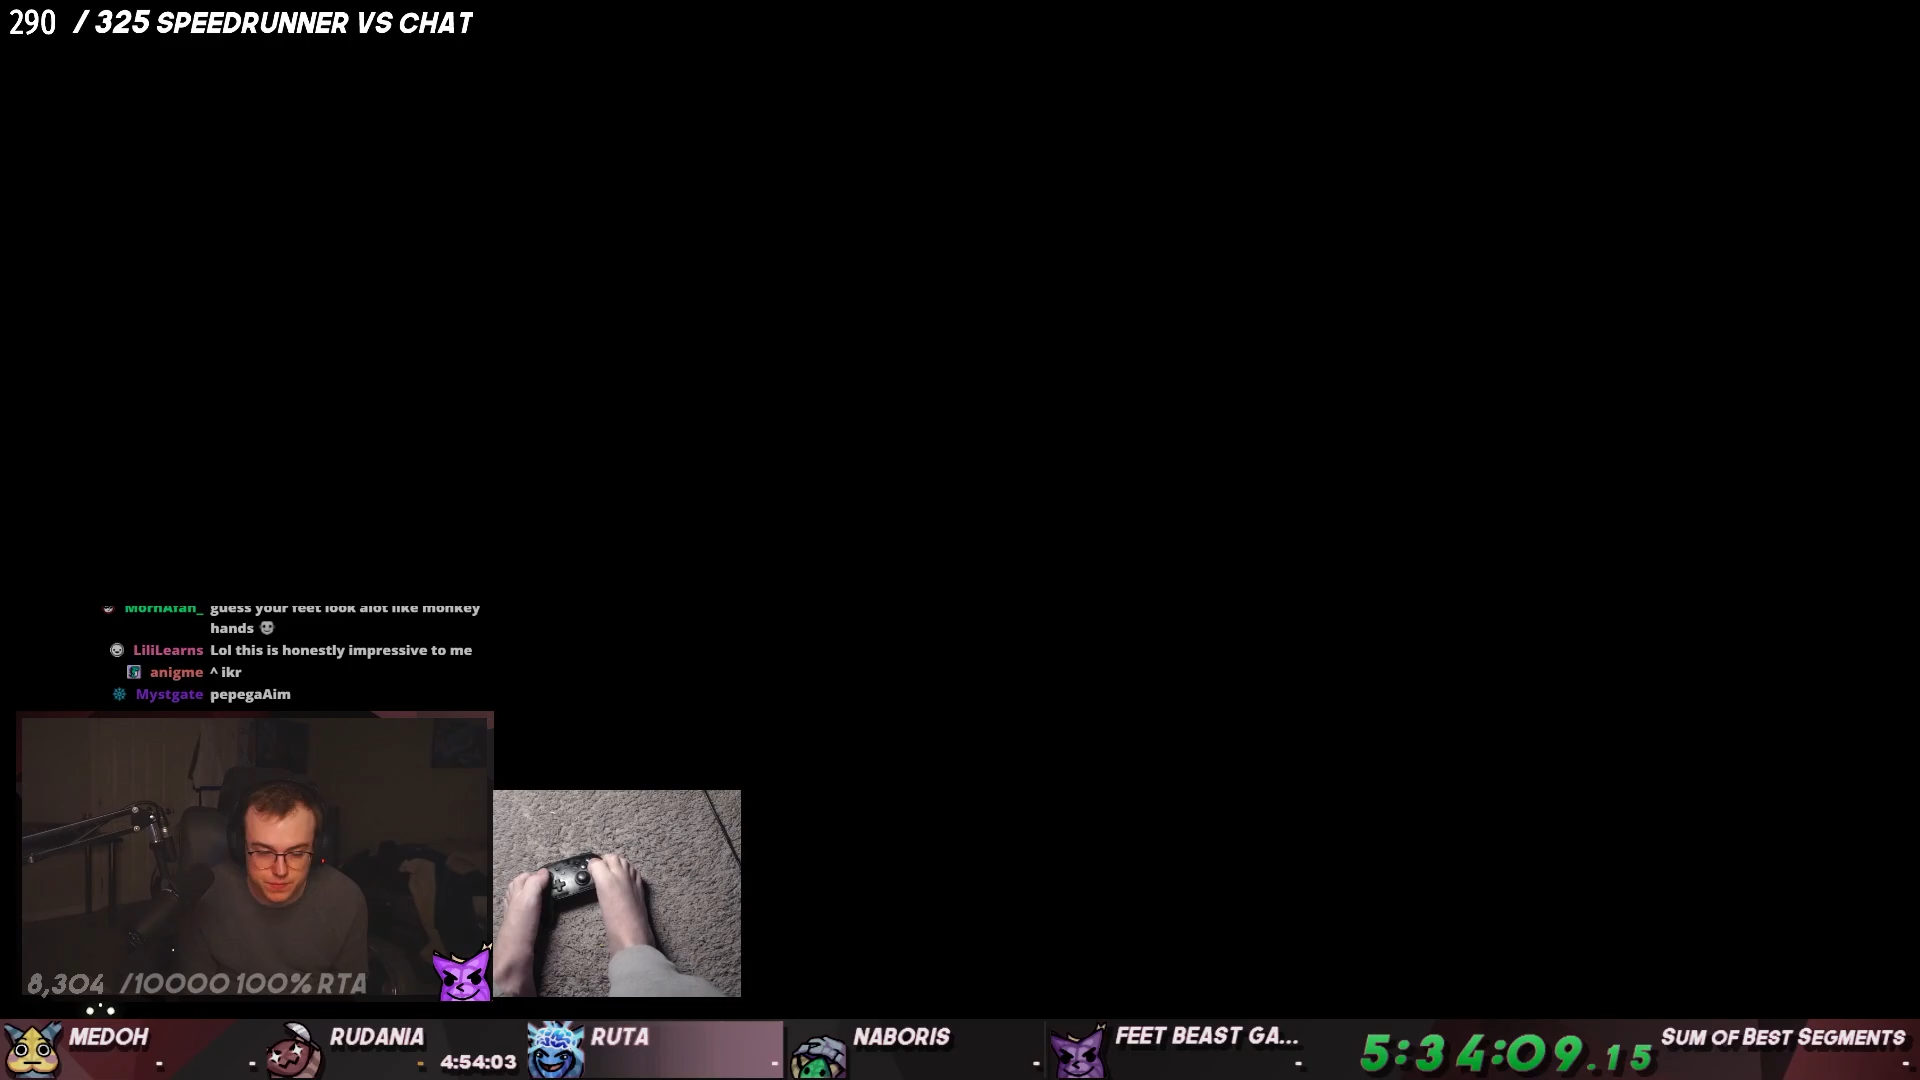 290 / 325 SPEEDRUNNER VS CHAT
MornAfan_ guess your feet look alot like monkey
hands
LiliLearns Lol this is honestly impressive to me
anigme ^ ikr
Mystgate pepegaAim
8,304 /10000 100% RTA
MEDOH - -
RUDANIA - 4:54:03
RUTA -
NABORIS -
FEET BEAST GA... -
5:34:09.15
SUM OF BEST SEGMENTS -